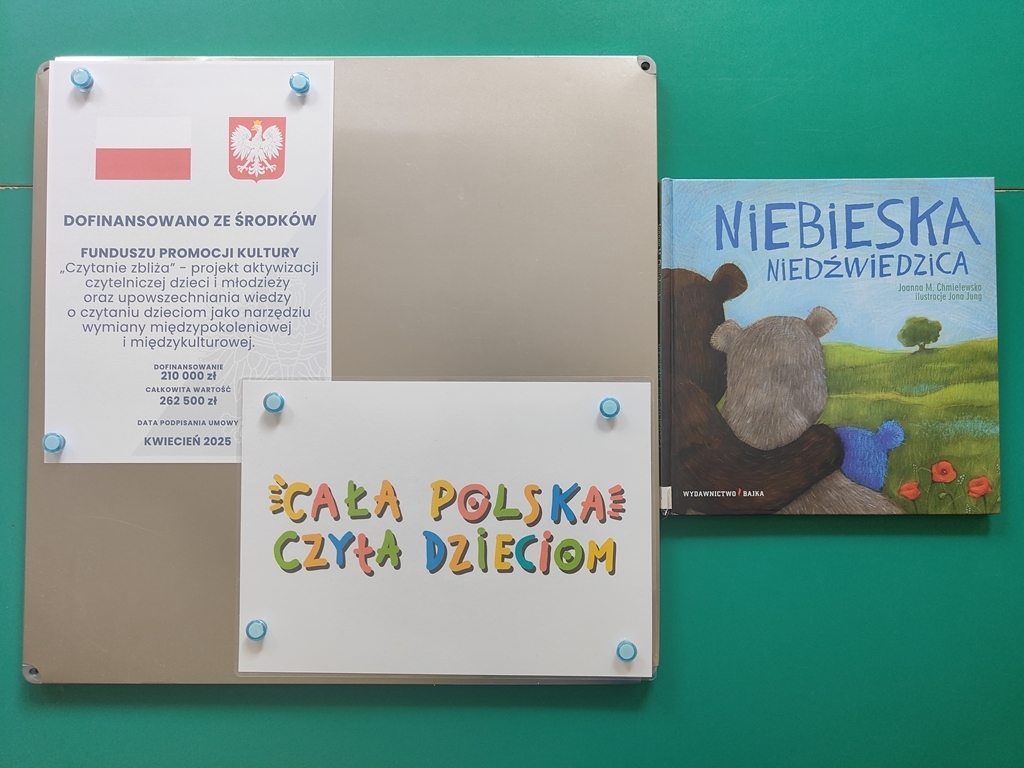 DOFINANSOWANO ZE ŚRODKÓW
FUNDUSZU PROMOCJI KULTURY
„Czytanie zbliża” - projekt aktywizacji
czytelniczej dzieci i młodzieży
oraz upowszechniania wiedzy
o czytaniu dzieciom jako narzędziu
wymiany międzypokoleniowej
i międzykulturowej.
DOFINANSOWANIE
210 000 zł
CAŁKOWITA WARTOŚĆ
262 500 zł
DATA PODPISANIA UMOWY
KWIECIEŃ 2025
CAŁA POLSKA
CZYTA DZIECIOM
NIEBIESKA
NIEDŹWIEDZICA
Joanna M. Chmielewska
Ilustracje Jona Jung
WYDAWNICTWO BAJKA